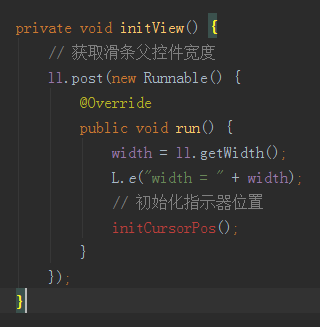 private void initView() {
// 获取滑条父控件宽度
ll.post(new Runnable() {
@Override
public void run() {
width = ll.getWidth();
L.e("width = " + width);
// 初始化指示器位置
initCursorPos();
}
});
}